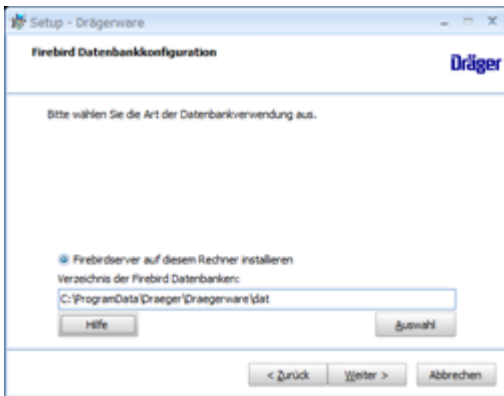 Setup - Drägerware
Firebird Datenbankkonfiguration
Dräger
Bitte wählen Sie die Art der Datenbankverwendung aus.
Firebirdserver auf diesem Rechner installieren
Verzeichnis der Firebird Datenbanken:
C:\ProgramData\Draeger\Draegerware\dat
Hilfe
Auswahl
< Zurück
Weiter >
Abbrechen